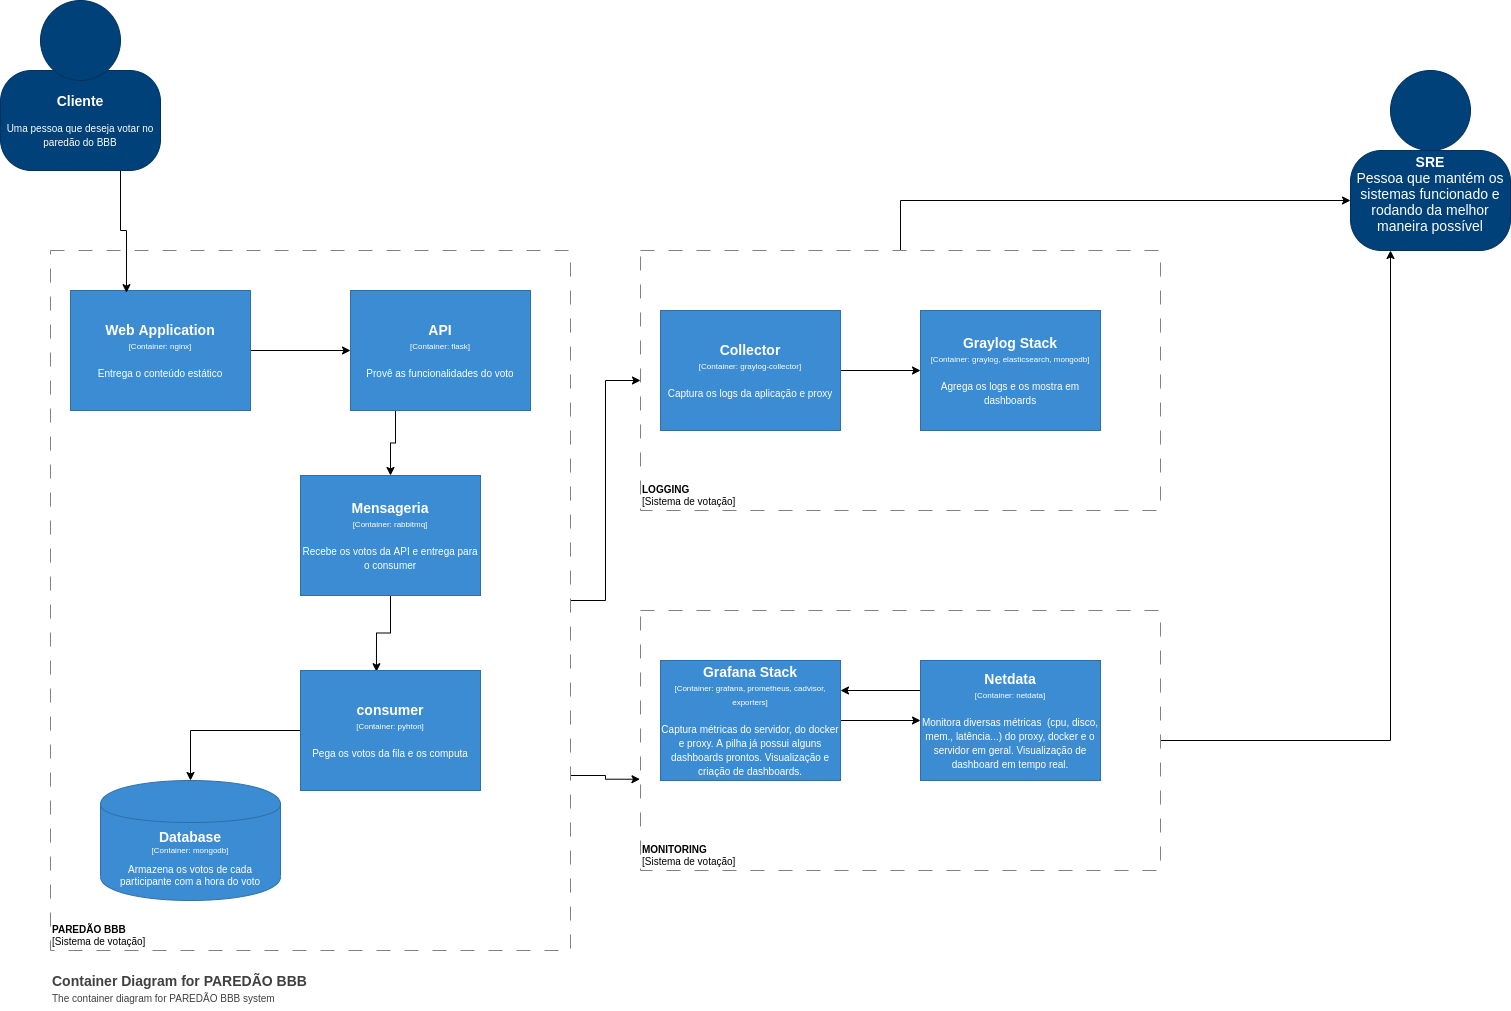 Cliente
Uma pessoa que deseja votar no
paredão do BBB
SRE
Pessoa que mantém os
sistemas funcionado e
rodando da melhor
maneira possível
Web Application
[Container: nginx]
Entrega o conteúdo estático
API
[Container: flask]
Provê as funcionalidades do voto
Mensageria
[Container: rabbitmq]
Recebe os votos da API e entrega para
o consumer
consumer
[Container: pyhton]
Pega os votos da fila e os computa
Database
[Container: mongodb]
Armazena os votos de cada
participante com a hora do voto
PAREDÃO BBB
[Sistema de votação]
Collector
[Container: graylog-collector]
Captura os logs da aplicação e proxy
Graylog Stack
[Container: graylog, elasticsearch, mongodb]
Agrega os logs e os mostra em
dashboards
LOGGING
[Sistema de votação]
Grafana Stack
[Container: grafana, prometheus, cadvisor,
exporters]
Captura métricas do servidor, do docker
e proxy. A pilha já possui alguns
dashboards prontos. Visualização e
criação de dashboards.
Netdata
[Container: netdata]
Monitora diversas métricas (cpu, disco,
mem., latência...) do proxy, docker e o
servidor em geral. Visualização de
dashboard em tempo real.
MONITORING
[Sistema de votação]
Container Diagram for PAREDÃO BBB
The container diagram for PAREDÃO BBB system